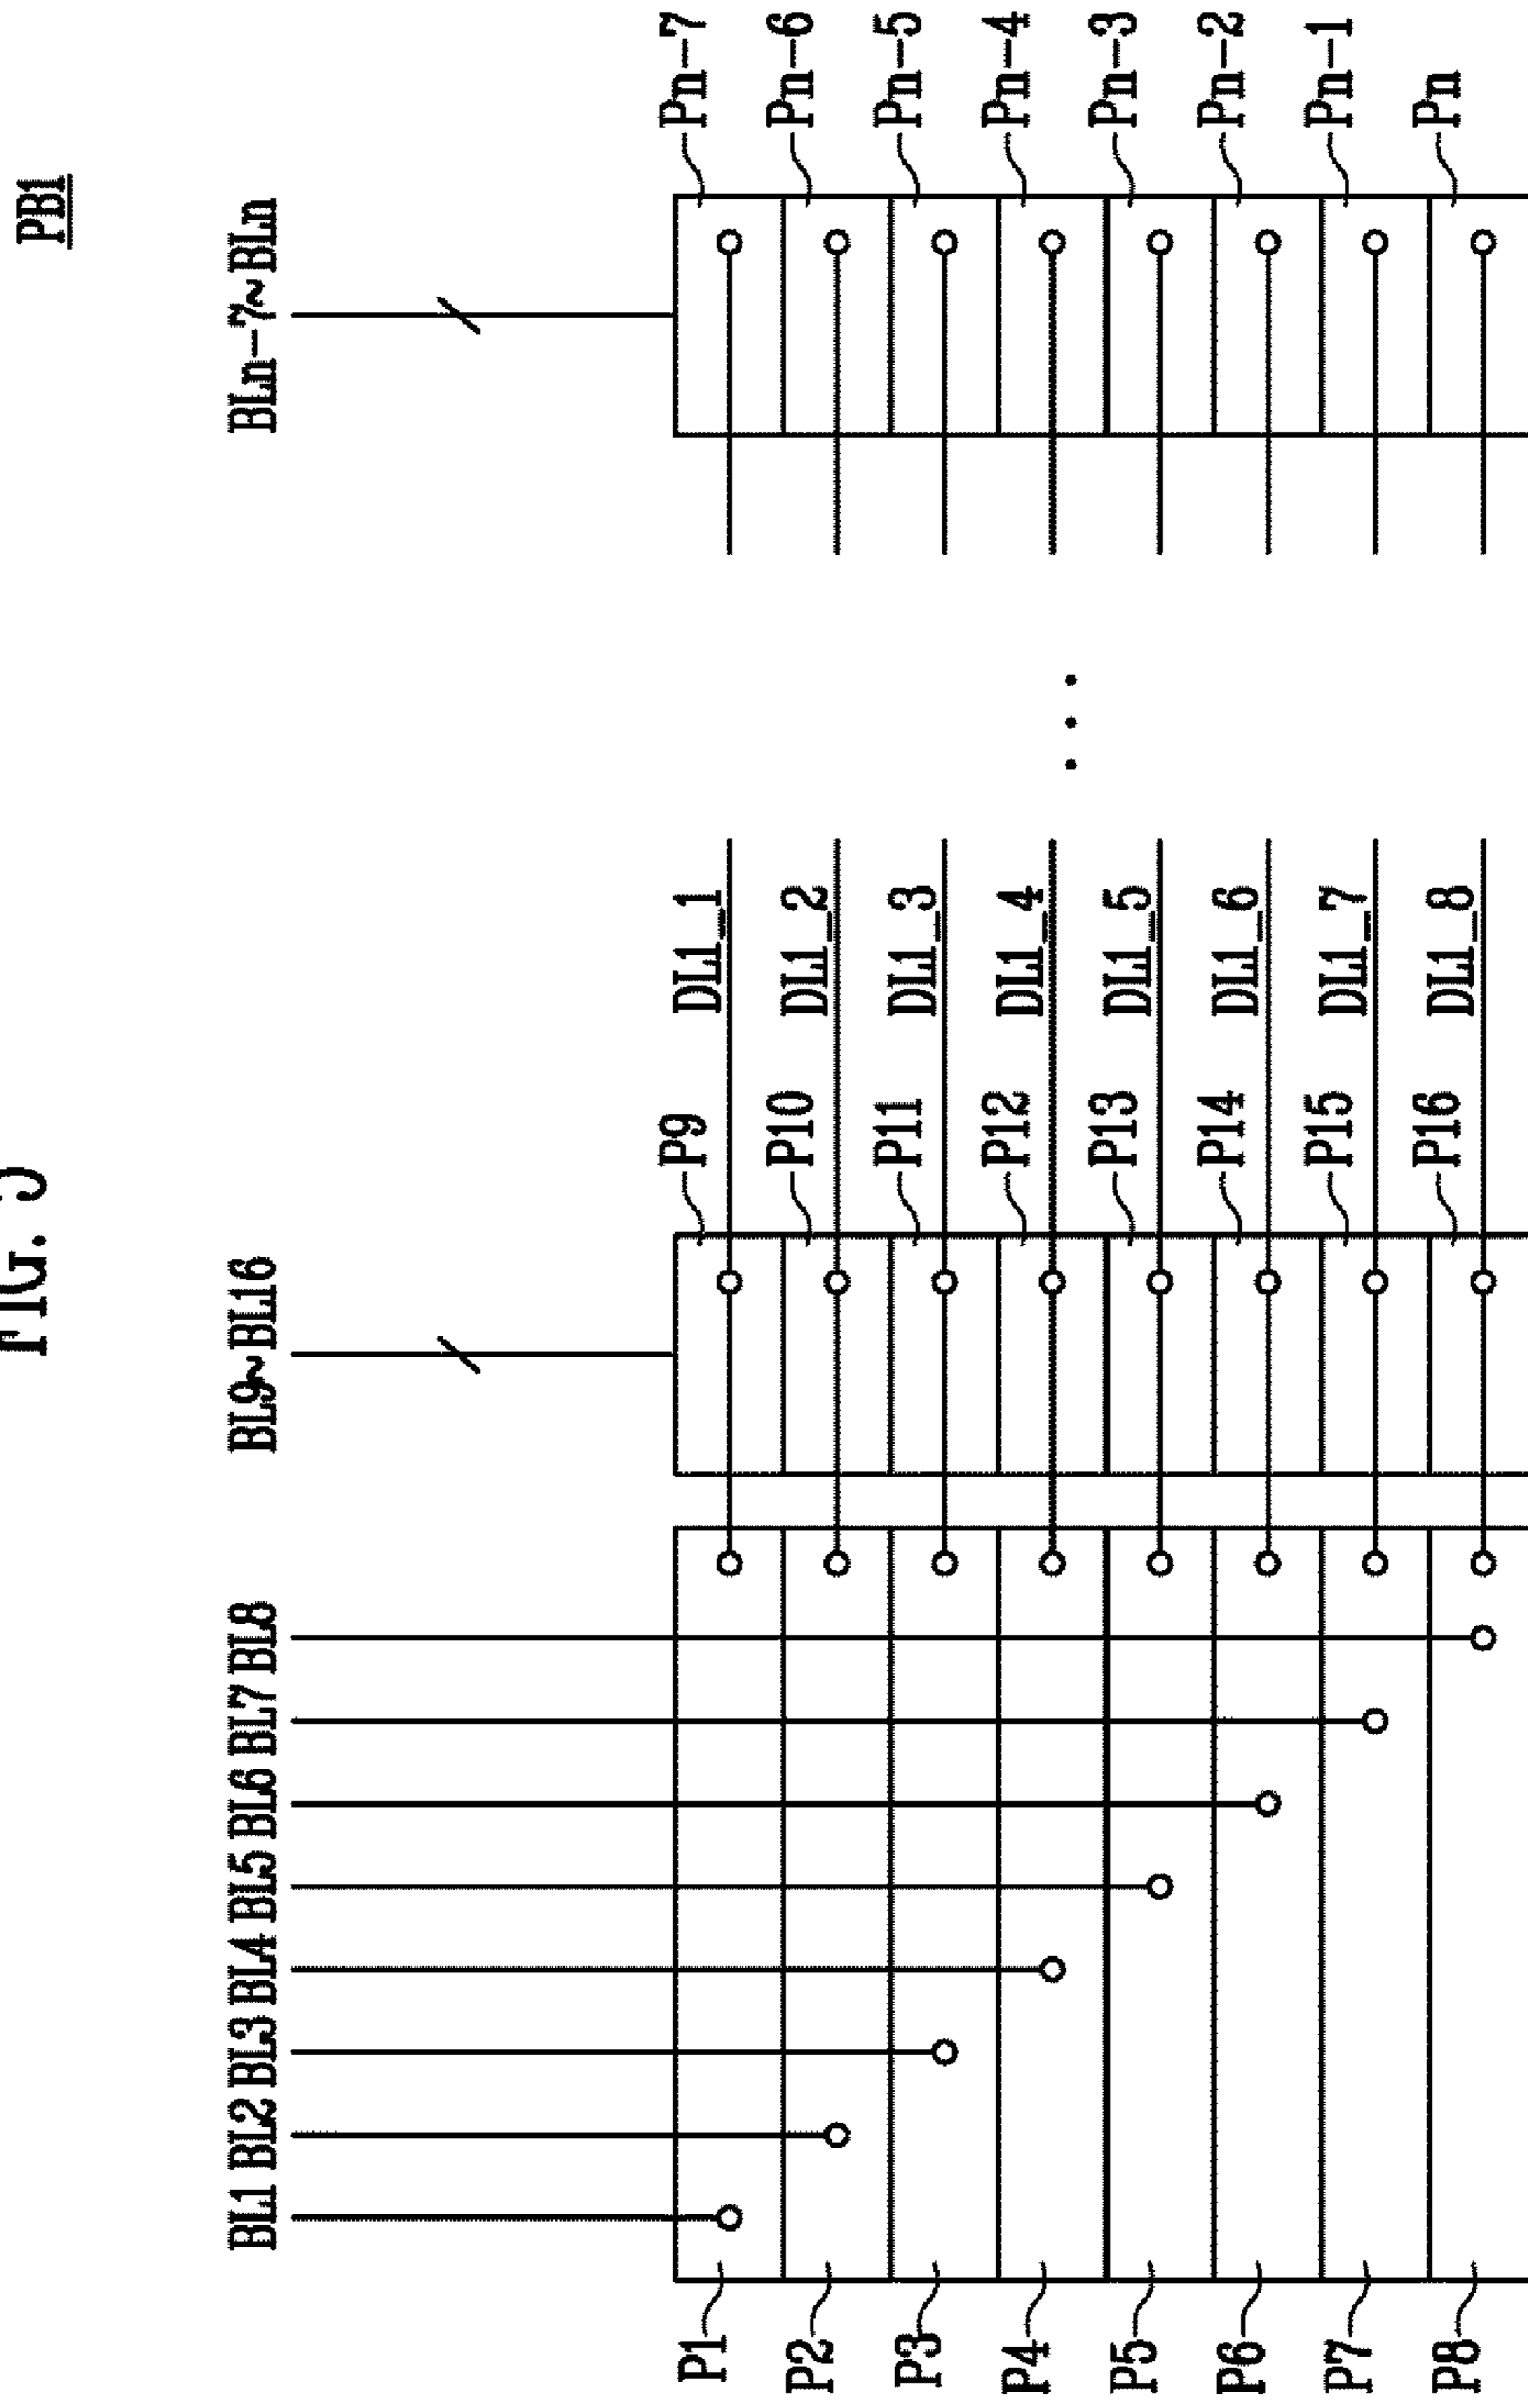 FIG. 5
PB1
BL1 BL2 BL3 BL4 BL5 BL6 BL7 BL8 BL9~BL16 BLn-7~BLn
P1 P9 DL1_1 Pn-7
P2 P10 DL1_2 Pn-6
P3 P11 DL1_3 Pn-5
P4 P12 DL1_4 Pn-4
P5 P13 DL1_5 Pn-3
P6 P14 DL1_6 Pn-2
P7 P15 DL1_7 Pn-1
P8 P16 DL1_8 Pn